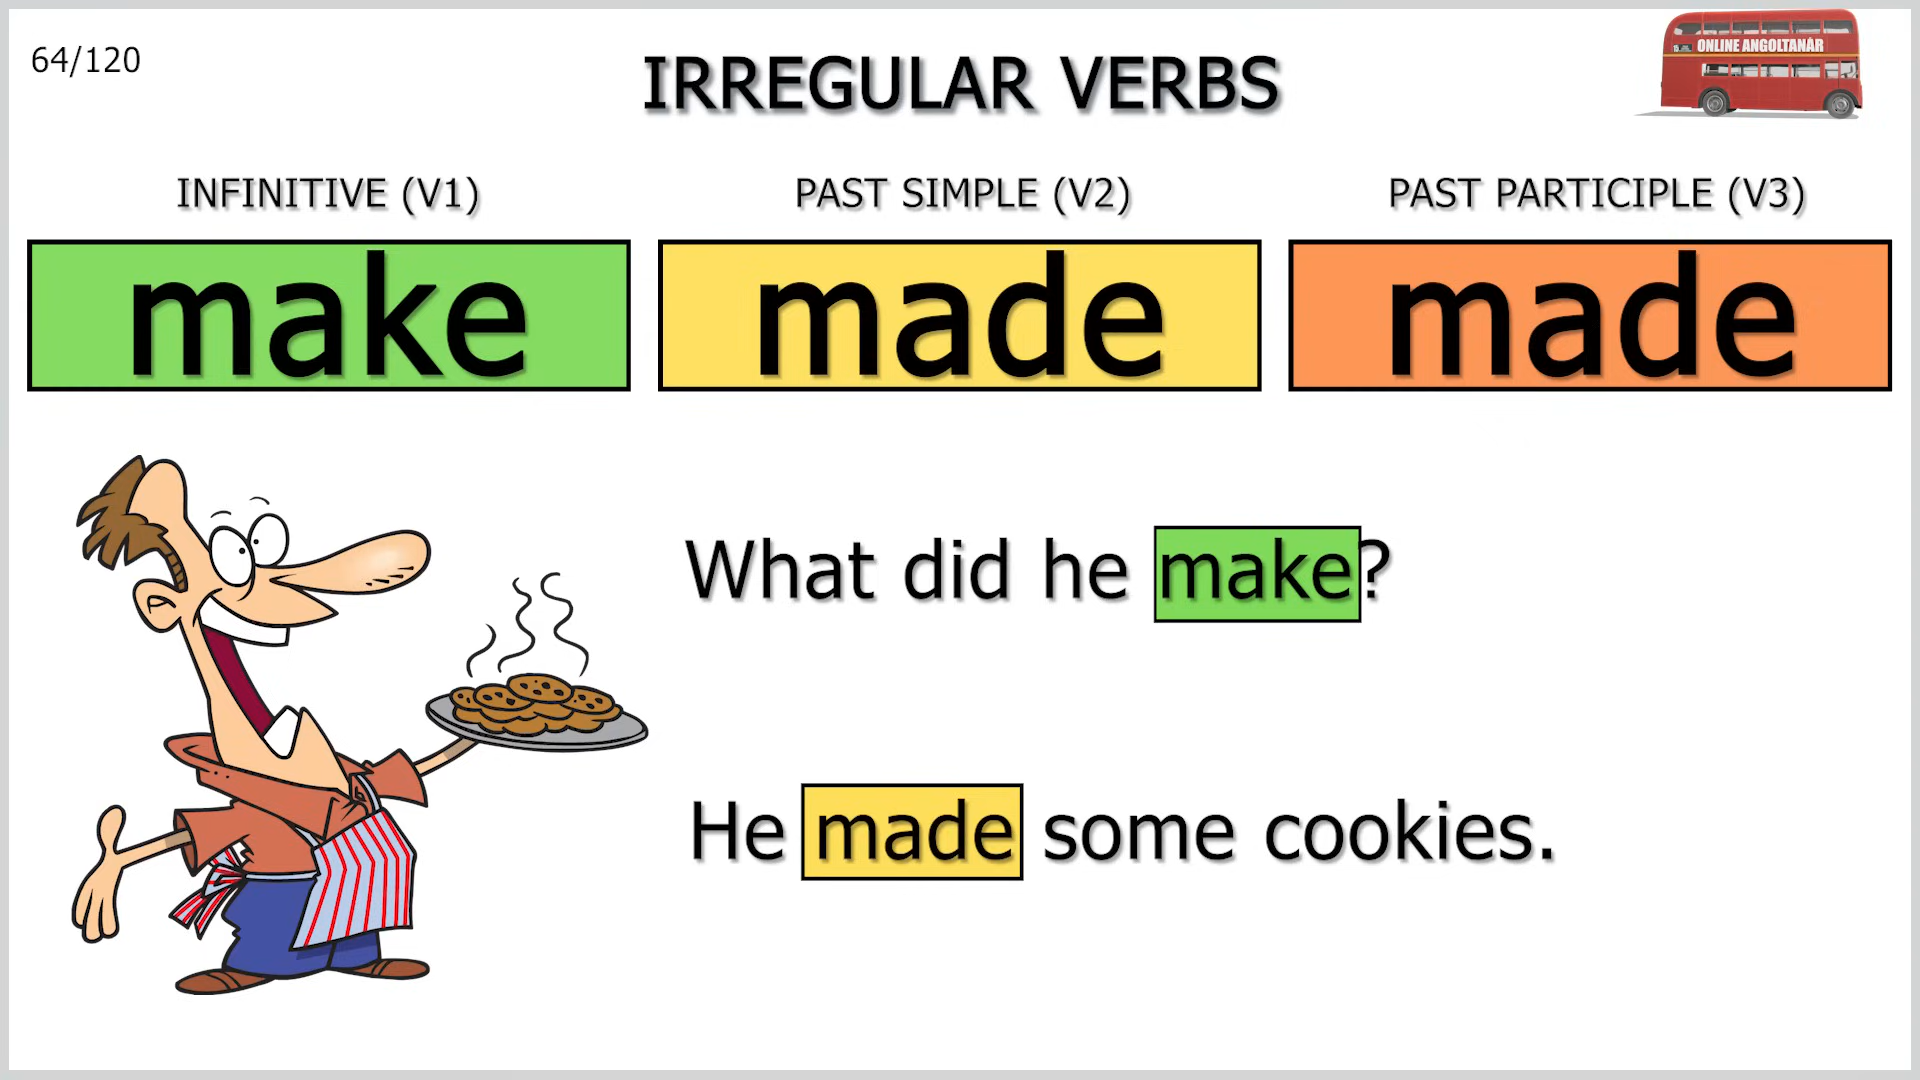 64/120
IRREGULAR VERBS
ONLINE ANGOLTANÁR
INFINITIVE (V1) PAST SIMPLE (V2) PAST PARTICIPLE (V3)
make made made
What did he make?
He made some cookies.